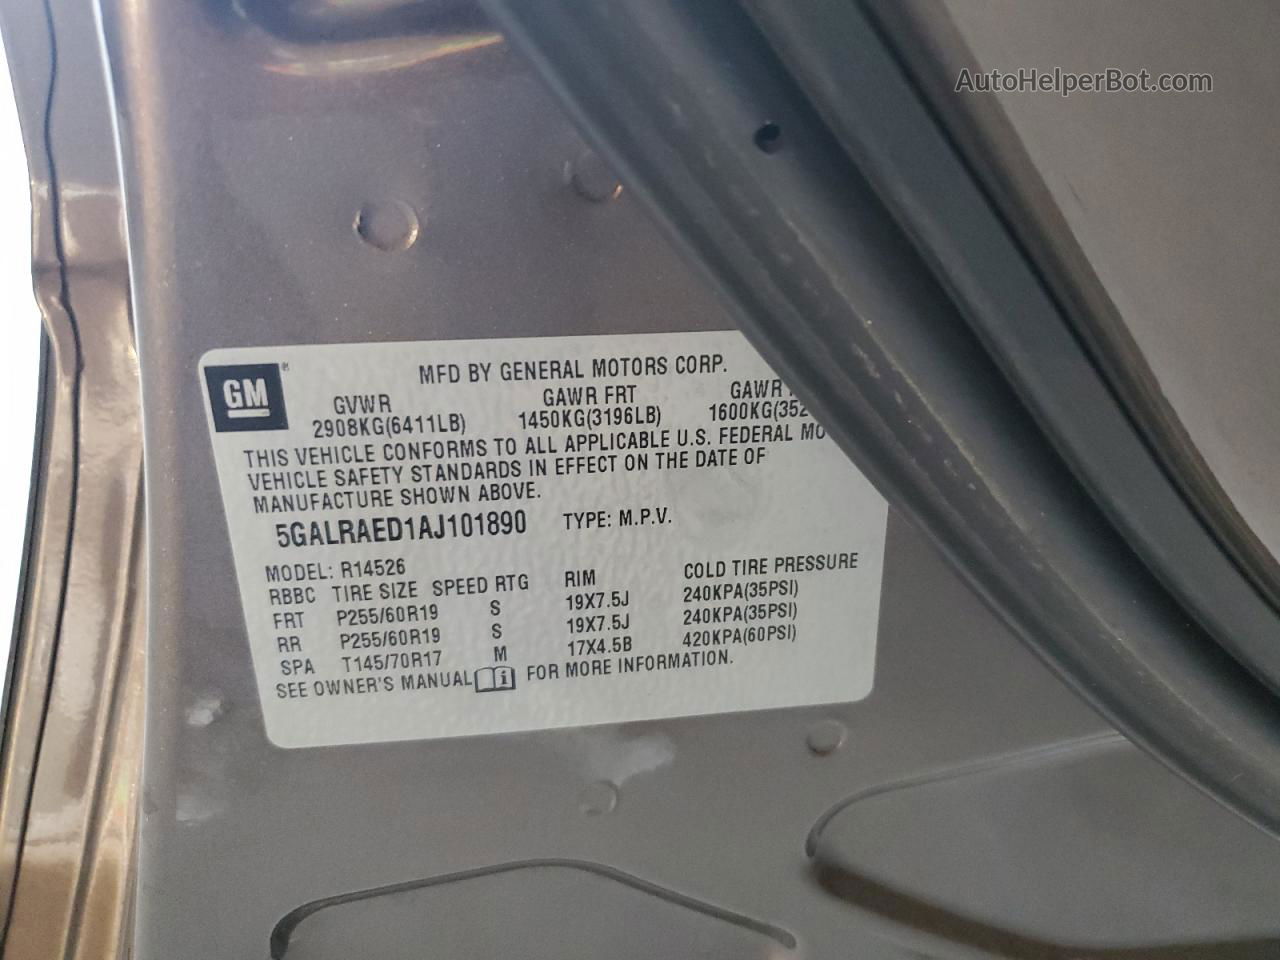 AutoHelperBot.com
GM
MFD BY GENERAL MOTORS CORP.
GVWR GAWR FRT GAWR
2908KG(6411LB) 1450KG(3196LB) 1600KG(352
THIS VEHICLE CONFORMS TO ALL APPLICABLE U.S. FEDERAL MO
VEHICLE SAFETY STANDARDS IN EFFECT ON THE DATE OF
MANUFACTURE SHOWN ABOVE.
5GALRAED1AJ101890 TYPE: M.P.V.
MODEL: R14526
RBBC TIRE SIZE SPEED RTG RIM COLD TIRE PRESSURE
FRT P255/60R19 S 19X7.5J 240KPA(35PSI)
RR P255/60R19 S 19X7.5J 240KPA(35PSI)
SPA T145/70R17 M 17X4.5B 420KPA(60PSI)
SEE OWNER'S MANUAL i FOR MORE INFORMATION.